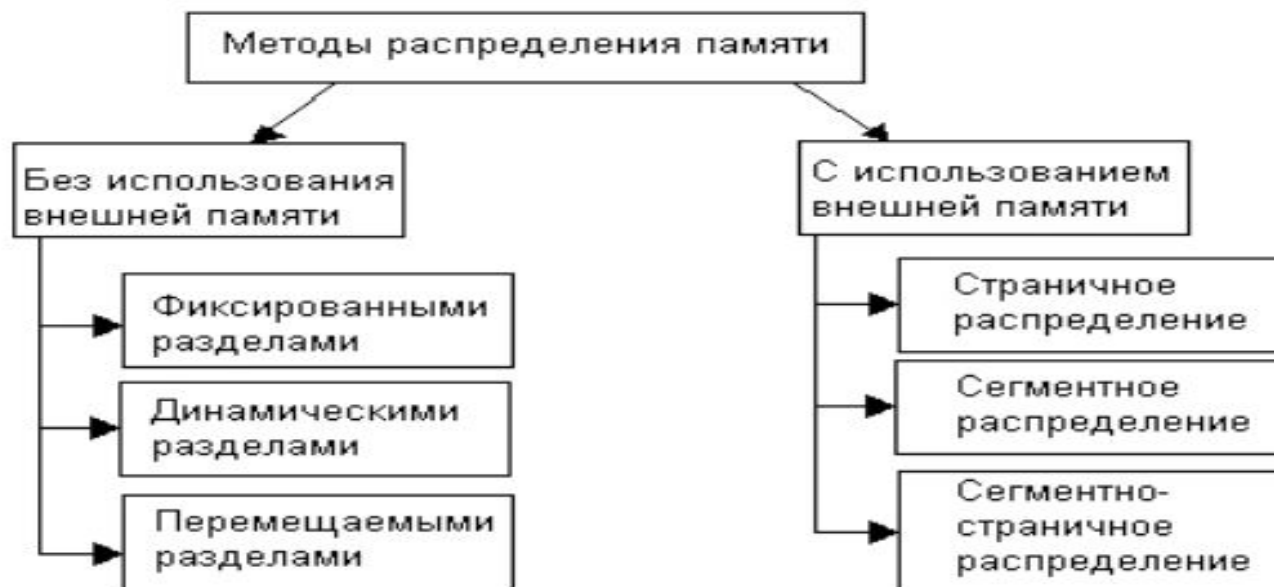 Методы распределения памяти
Без использования
внешней памяти
Фиксированными
разделами
Динамическими
разделами
Перемещаемыми
разделами
С использованием
внешней памяти
Страничное
распределение
Сегментное
распределение
Сегментно-
страничное
распределение